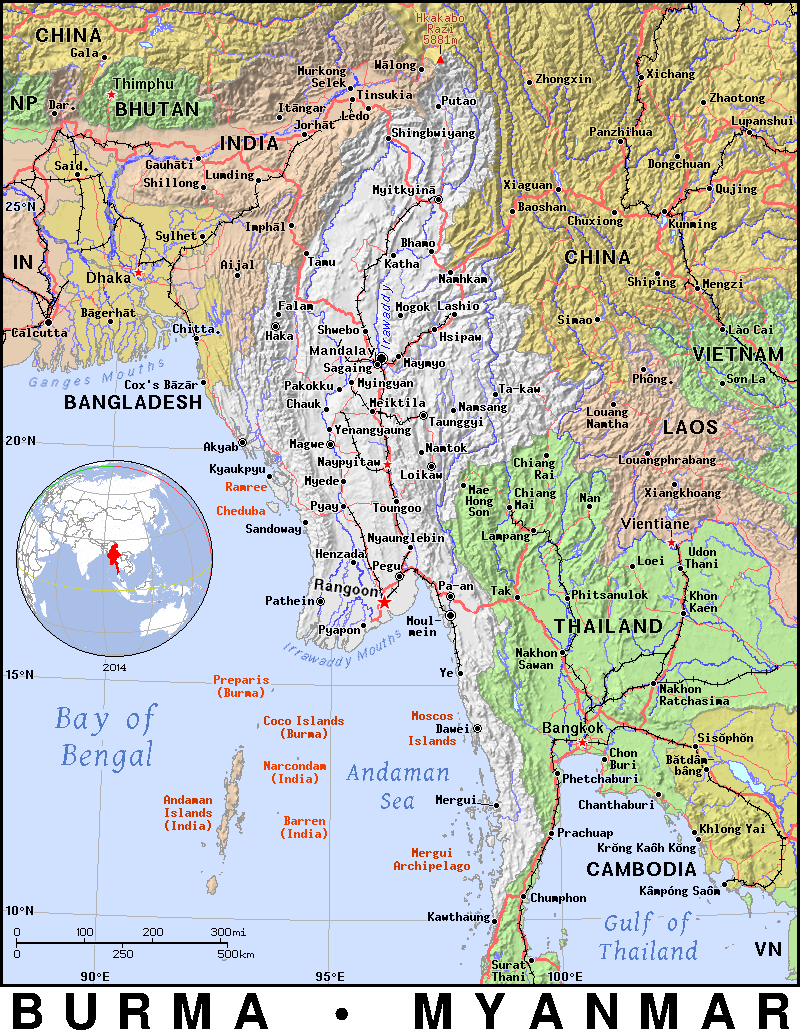 Hkakabo
Razi
5881m
CHINA
Gala
Wālong
Murkong
Selek
Zhongxin
Xichang
Thimphu
NP
Dar.
BHUTAN
Tinsukia
Putao
Zhaotong
Itāngar
Ledo
Jorhāt
Shingbwiyang
Panzhihua
Lupanshui
INDIA
Said.
Gauhāti
Lumding
Shillong
Dongchuan
Myitkyinā
Xiaguan
Qujing
25°N
Baoshan
Chuxiong
Kunming
Imphāl
Sylhet
Bhamo
IN
Aijal
Tamu
Katha
CHINA
Dhaka
Namhkam
Shiping
Mengzi
Irrawaddy
Falam
Mogok
Lashio
Bāgerhāt
Simao
Calcutta
Chitta.
Haka
Shwebo
Hsipaw
Lào Cai
Mandalay
VIETNAM
Sagaing
Maymyo
Ganges Mouths
Cox's Bāzār
Pakokku
Myingyan
Ta-kaw
Phông.
Sơn La
BANGLADESH
Chauk
Meiktila
Namsang
Louang
Namtha
Taunggyi
LAOS
20°N
Akyab
Magwe
Yenangyaung
Namtok
Louangphrabang
Kyaukpyu
Naypyitaw
Loikaw
Chiang
Rai
Ramree
Myede
Mae
Hong
Son
Chiang
Mai
Nan
Xiangkhoang
Cheduba
Pyay
Toungoo
Sandoway
Lampang
Vientiane
Nyaunglebin
Henzada
Loei
Udon
Thani
Pegu
Rangoon
Pa-an
Tak
Phitsanulok
Khon
Kaen
Pathein
Pyapon
Moul-
mein
THAILAND
Irrawaddy Mouths
Nakhon
Sawan
2014
15°N
Ye
Preparis
(Burma)
Nakhon
Ratchasima
Bay of
Bengal
Coco Islands
(Burma)
Moscos
Islands
Dawei
Bangkok
Sisŏphŏn
Narcondam
(India)
Andaman
Sea
Chon
Buri
Bătdâm-
bâng
Phetchaburi
Andaman
Islands
(India)
Mergui
Chanthaburi
Barren
(India)
Prachuap
Khlong Yai
Krŏng Kaôh Kŏng
Mergui
Archipelago
CAMBODIA
Kâmpóng Saôm
Chumphon
10°N
Kawthaung
Gulf of
Thailand
0 100 200 300mi
0 250 500km
VN
Surat
Thani
90°E 95°E 100°E
BURMA • MYANMAR